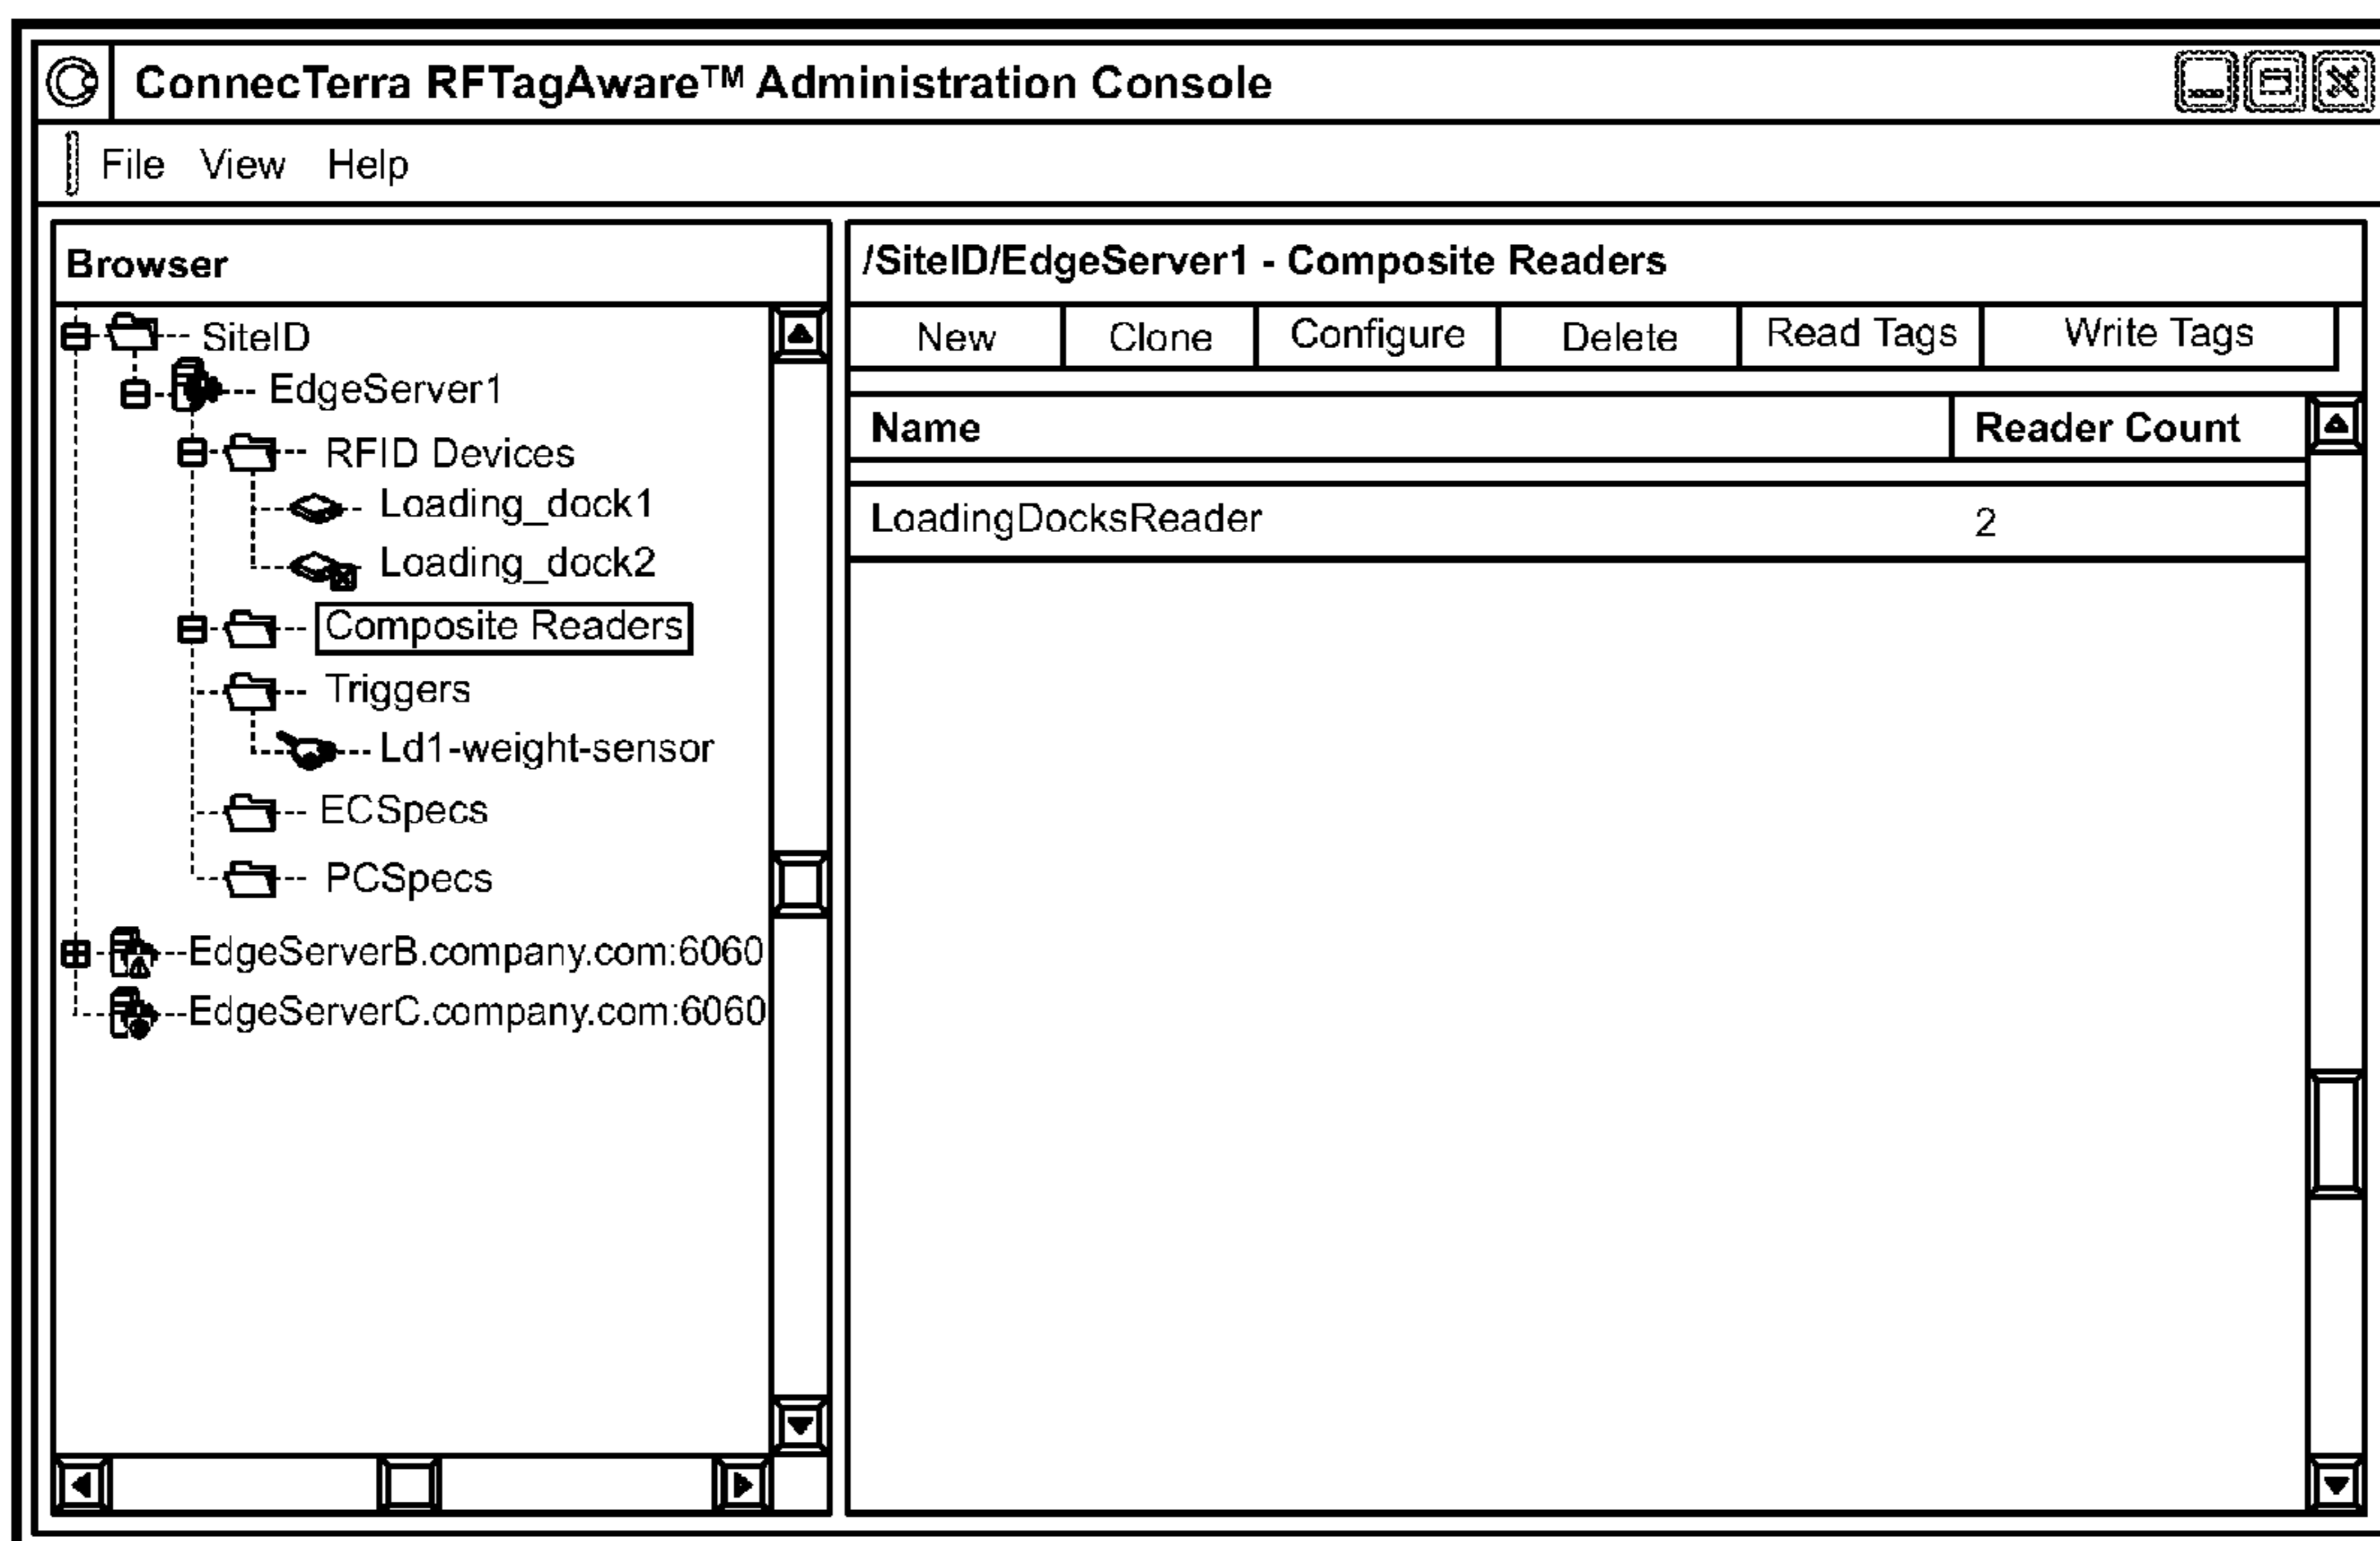 ConnecTerra RFTagAware™ Administration Console
File View Help
Browser
SiteID
EdgeServer1
RFID Devices
Loading_dock1
Loading_dock2
Composite Readers
Triggers
Ld1-weight-sensor
ECSpecs
PCSpecs
EdgeServerB.company.com:6060
EdgeServerC.company.com:6060
/SiteID/EdgeServer1 - Composite Readers
New Clone Configure Delete Read Tags Write Tags
Name Reader Count
LoadingDocksReader 2